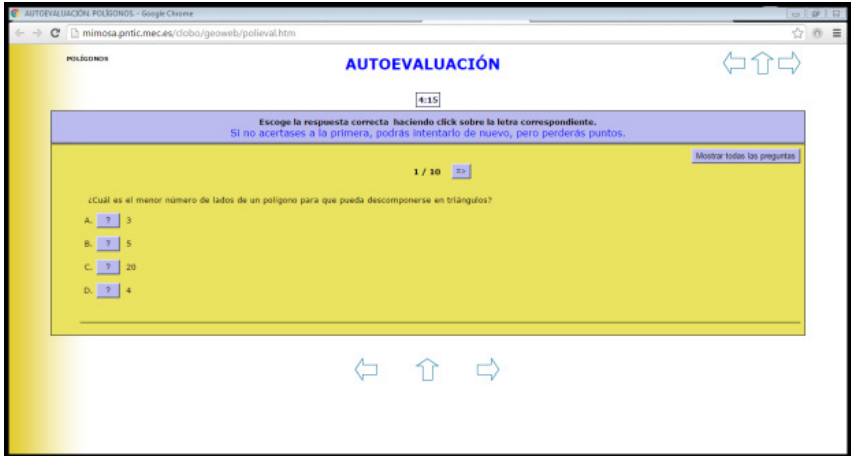 AUTOEVALUACIÓN. POLÍGONOS. - Google Chrome
mimosa.pntic.mec.es/clobo/geoweb/polieval.htm
POLÍGONOS
AUTOEVALUACIÓN
4:15
Escoge la respuesta correcta haciendo click sobre la letra correspondiente.
Si no acertases a la primera, podrás intentarlo de nuevo, pero perderás puntos.
Mostrar todas las preguntas
1 / 10 =>
¿Cuál es el menor número de lados de un polígono para que pueda descomponerse en triángulos?
A. ? 3
B. ? 5
C. ? 20
D. ? 4